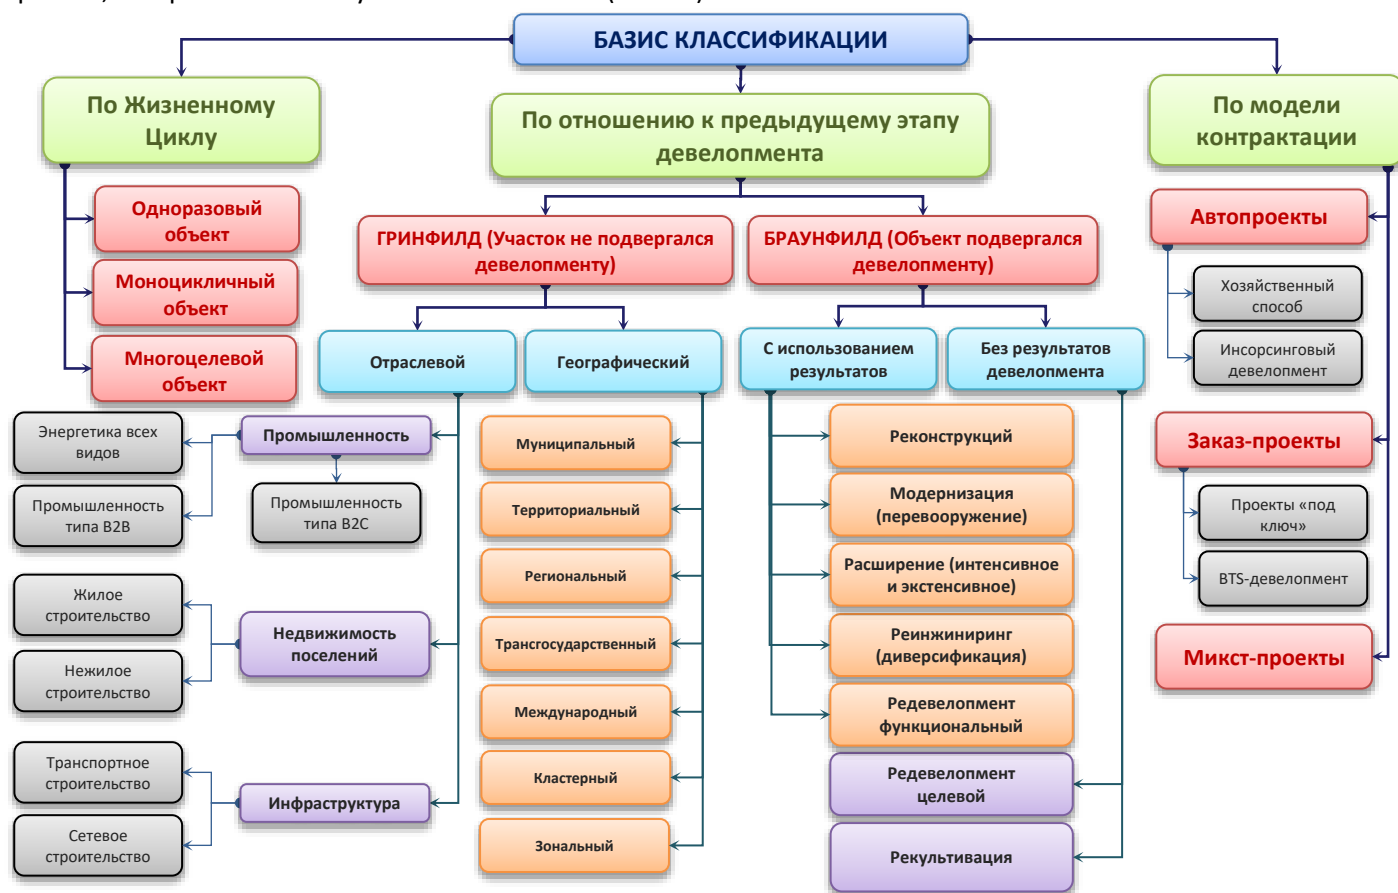 БАЗИС КЛАССИФИКАЦИИ
По Жизненному
Циклу
По отношению к предыдущему этапу
девелопмента
По модели
контрактации
Одноразовый
объект
Моноцикличный
объект
Многоцелевой
объект
ГРИНФИЛД (Участок не подвергался
девелопменту)
БРАУНФИЛД (Объект подвергался
девелопменту)
Отраслевой
Географический
С использованием
результатов
Без результатов
девелопмента
Промышленность
Энергетика всех
видов
Промышленность
типа B2B
Промышленность
типа B2C
Недвижимость
поселений
Жилое
строительство
Нежилое
строительство
Инфраструктура
Транспортное
строительство
Сетевое
строительство
Муниципальный
Территориальный
Региональный
Трансгосударственный
Международный
Кластерный
Зональный
Реконструкций
Модернизация
(перевооружение)
Расширение (интенсивное
и экстенсивное)
Реинжиниринг
(диверсификация)
Редевелопмент
функциональный
Редевелопмент
целевой
Рекультивация
Автопроекты
Хозяйственный
способ
Инсорсинговый
девелопмент
Заказ-проекты
Проекты «под
ключ»
BTS-девелопмент
Микст-проекты